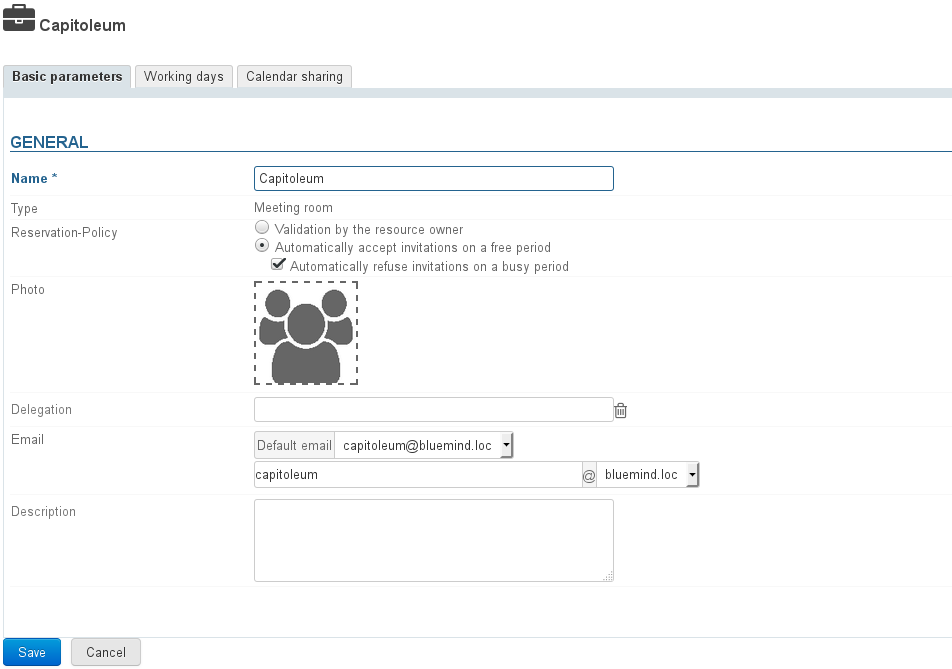 Capitoleum
Basic parameters Working days Calendar sharing
GENERAL
Name * Capitoleum
Type Meeting room
Reservation-Policy Validation by the resource owner
Automatically accept invitations on a free period
Automatically refuse invitations on a busy period
Photo
Delegation
Email Default email capitoleum@bluemind.loc
capitoleum @ bluemind.loc
Description
Save Cancel